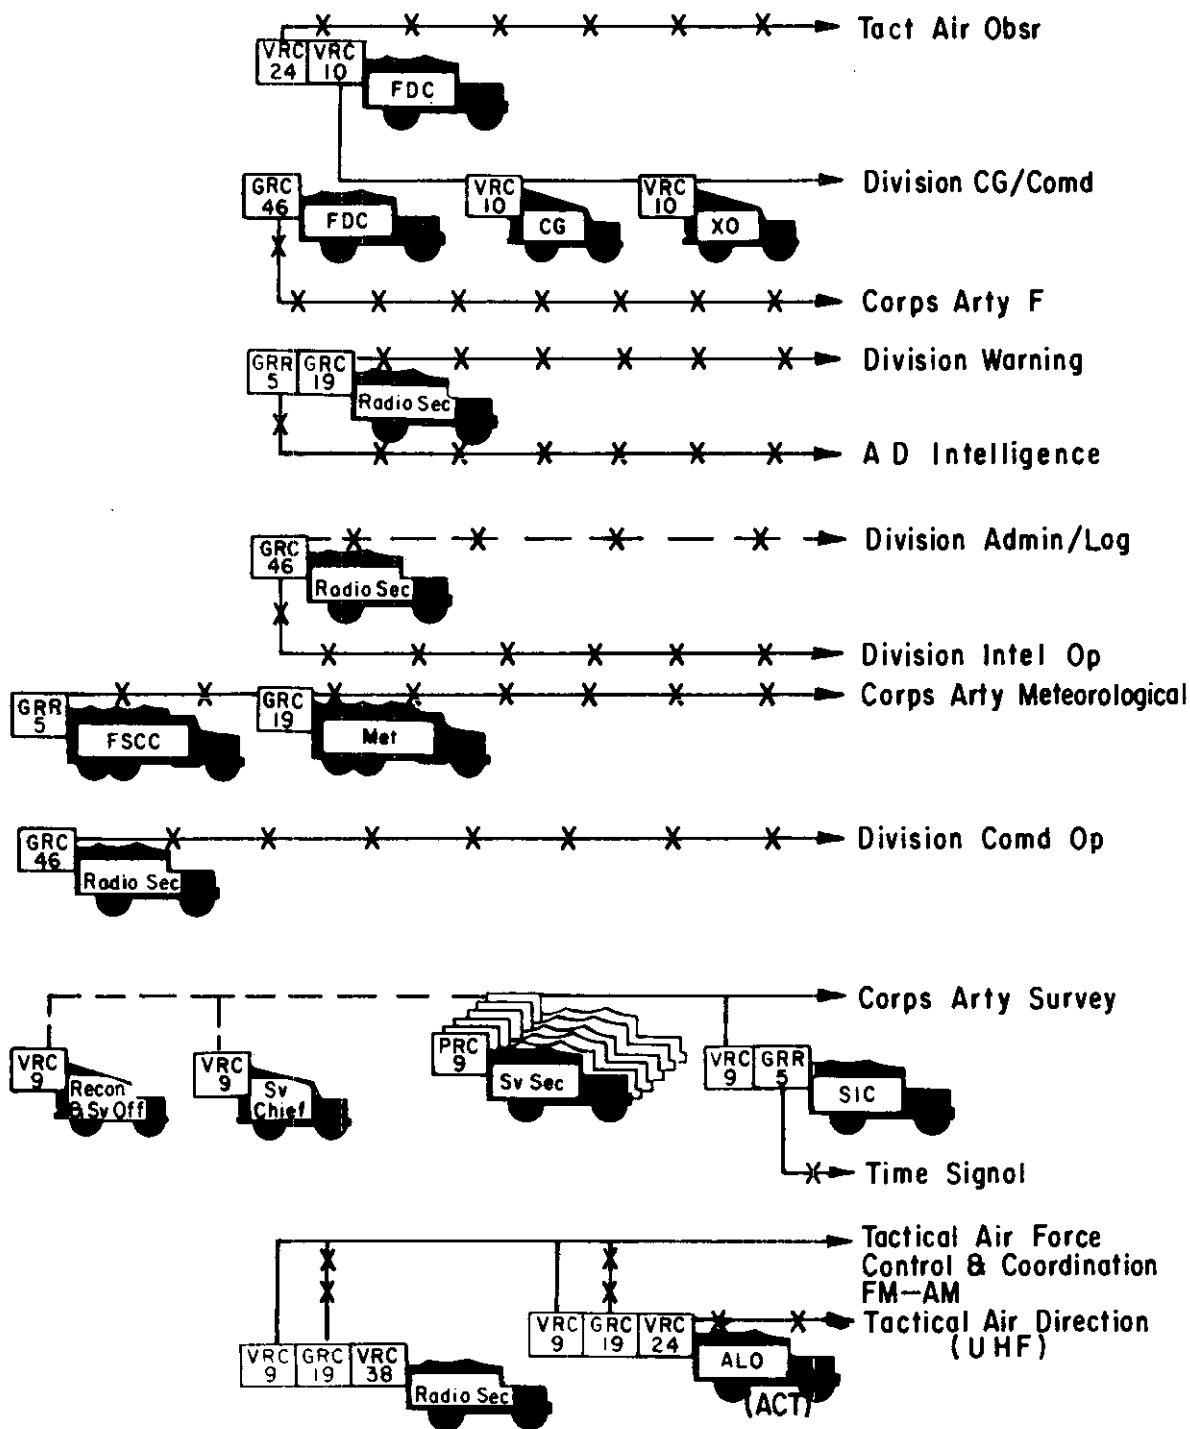 Tact Air Obsr
VRC VRC
24 10
FDC
Division CG/Comd
GRC
46
FDC
VRC
10
CG
VRC
10
XO
Corps Arty F
Division Warning
GRR GRC
5 19
Radio Sec
AD Intelligence
Division Admin/Log
GRC
46
Radio Sec
Division Intel Op
Corps Arty Meteorological
GRR
5
FSCC
GRC
19
Met
Division Comd Op
GRC
46
Radio Sec
Corps Arty Survey
VRC
9
Recon
& Sv Off
VRC
9
Sv
Chief
PRC
9
Sv Sec
VRC GRR
9 5
SIC
Time Signal
Tactical Air Force
Control & Coordination
FM-AM
Tactical Air Direction
(UHF)
VRC GRC VRC
9 19 24
ALO
(ACT)
VRC GRC VRC
9 19 38
Radio Sec